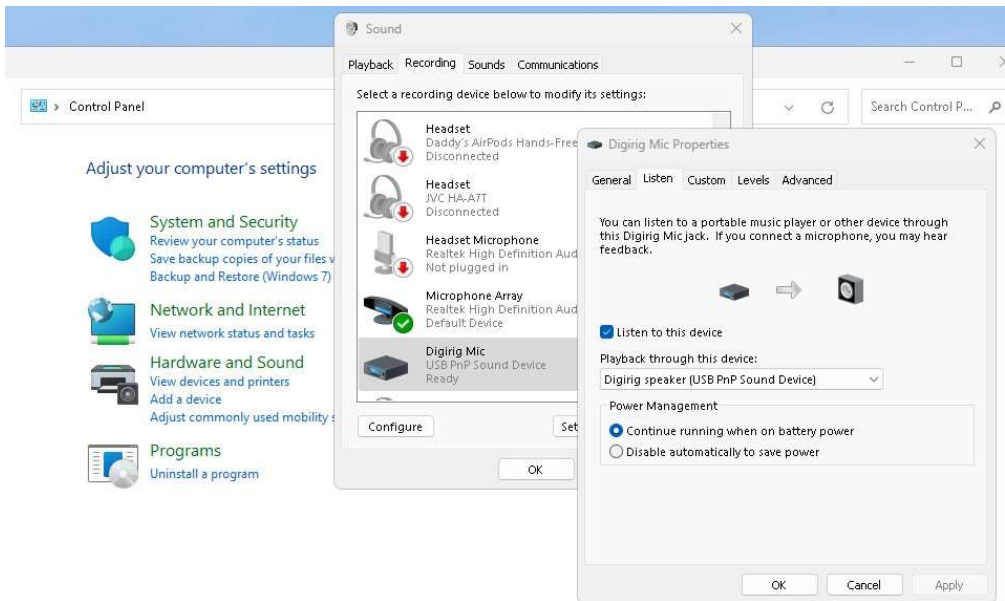 Sound
Playback Recording Sounds Communications
Select a recording device below to modify its settings:
Headset
Daddy's AirPods Hands-Free
Disconnected
Headset
JVC HA-A7T
Disconnected
Headset Microphone
Realtek High Definition Aud
Not plugged in
Microphone Array
Realtek High Definition Aud
Default Device
Digirig Mic
USB PnP Sound Device
Ready
Configure
Set
OK
Control Panel
Search Control P...
Adjust your computer's settings
System and Security
Review your computer's status
Save backup copies of your files
Backup and Restore (Windows 7)
Network and Internet
View network status and tasks
Hardware and Sound
View devices and printers
Add a device
Adjust commonly used mobility
Programs
Uninstall a program
Digirig Mic Properties
General Listen Custom Levels Advanced
You can listen to a portable music player or other device through
this Digirig Mic jack. If you connect a microphone, you may hear
feedback.
Listen to this device
Playback through this device:
Digirig speaker (USB PnP Sound Device)
Power Management
Continue running when on battery power
Disable automatically to save power
OK Cancel Apply